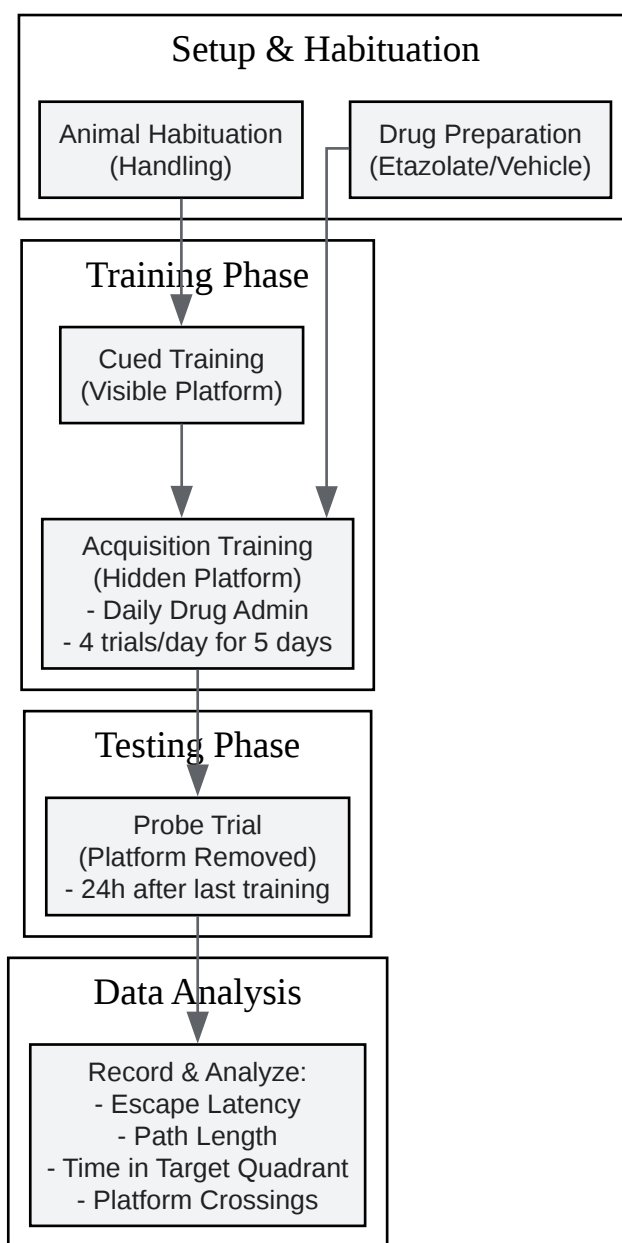 Setup & Habituation
Animal Habituation
(Handling)
Drug Preparation
(Etazolate/Vehicle)
Training Phase
Cued Training
(Visible Platform)
Acquisition Training
(Hidden Platform)
- Daily Drug Admin
- 4 trials/day for 5 days
Testing Phase
Probe Trial
(Platform Removed)
- 24h after last training
Data Analysis
Record & Analyze:
- Escape Latency
- Path Length
- Time in Target Quadrant
- Platform Crossings